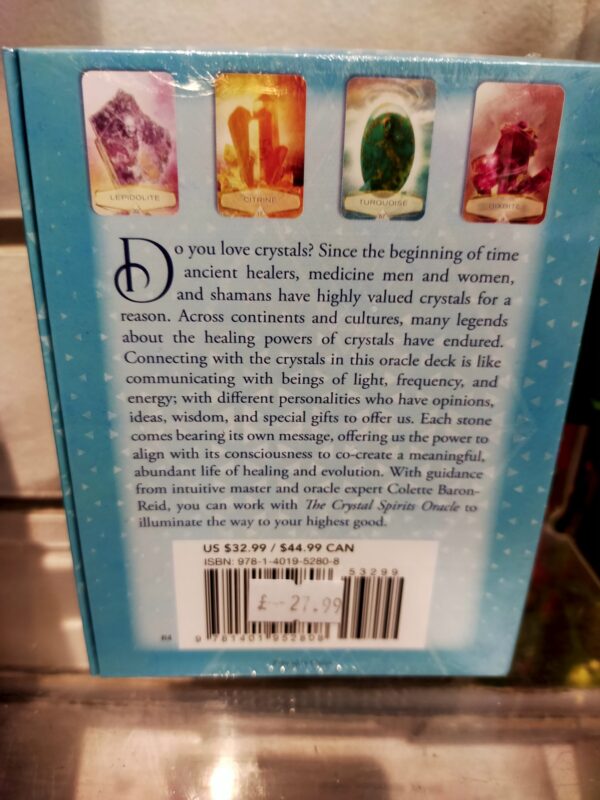 LEPIDOLITE
CITRINE
TURQUOISE
Do you love crystals? Since the beginning of time
ancient healers, medicine men and women,
and shamans have highly valued crystals for a
reason. Across continents and cultures, many legends
about the healing powers of crystals have endured.
Connecting with the crystals in this oracle deck is like
communicating with beings of light, frequency, and
energy; with different personalities who have opinions,
ideas, wisdom, and special gifts to offer us. Each stone
comes bearing its own message, offering us the power to
align with its consciousness to co-create a meaningful,
abundant life of healing and evolution. With guidance
from intuitive master and oracle expert Colette Baron-
Reid, you can work with The Crystal Spirits Oracle to
illuminate the way to your highest good.
US $32.99 / $44.99 CAN
ISBN: 978-1-4019-5280-8
53299
£ 27.99
9 781401 952808